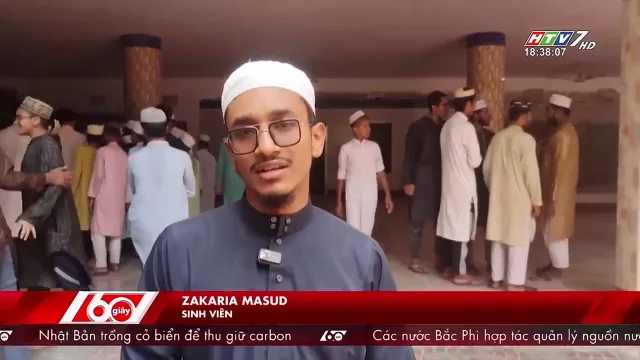 HTV7 HD
18:38:07
ZAKARIA MASUD
60 giây
SINH VIÊN
Nhật Bản trồng cỏ biển để thu giữ carbon 60 Các nước Bắc Phi hợp tác quản lý nguồn nư